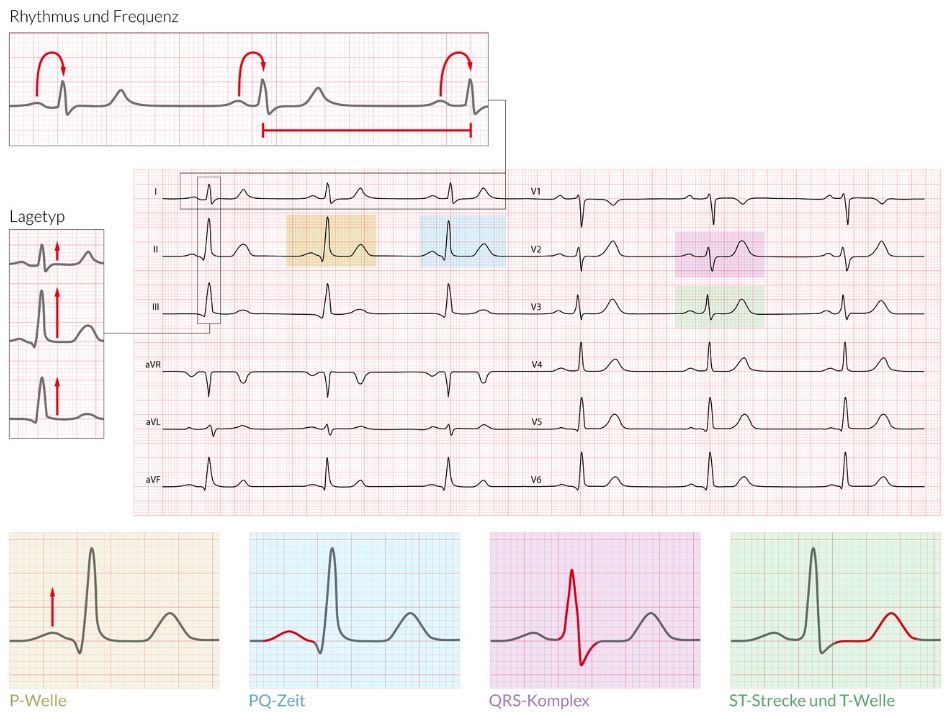 Rhythmus und Frequenz
I
V1
Lagetyp
II
V2
III
V3
aVR
V4
aVL
V5
aVF
V6
P-Welle
PQ-Zeit
QRS-Komplex
ST-Strecke und T-Welle